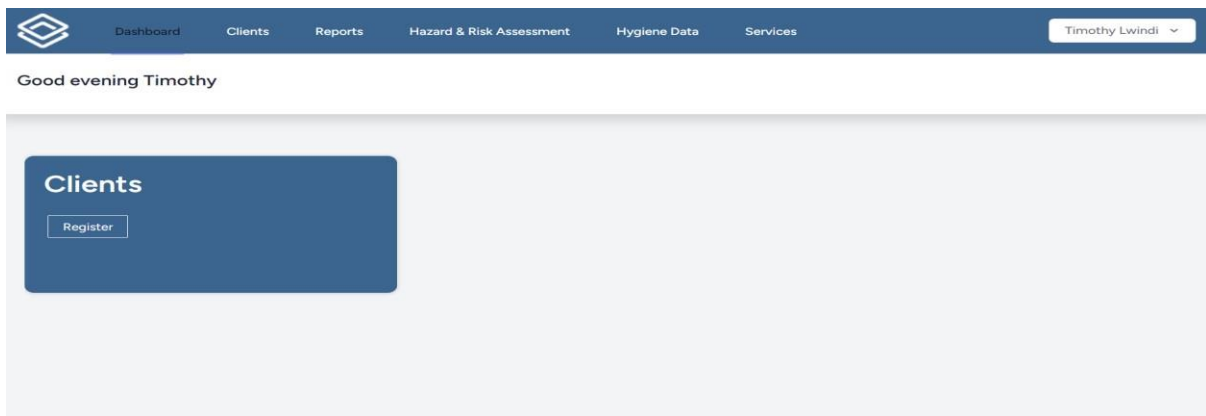 Dashboard Clients Reports Hazard & Risk Assessment Hygiene Data Services Timothy Lwindi
Good evening Timothy
Clients
Register